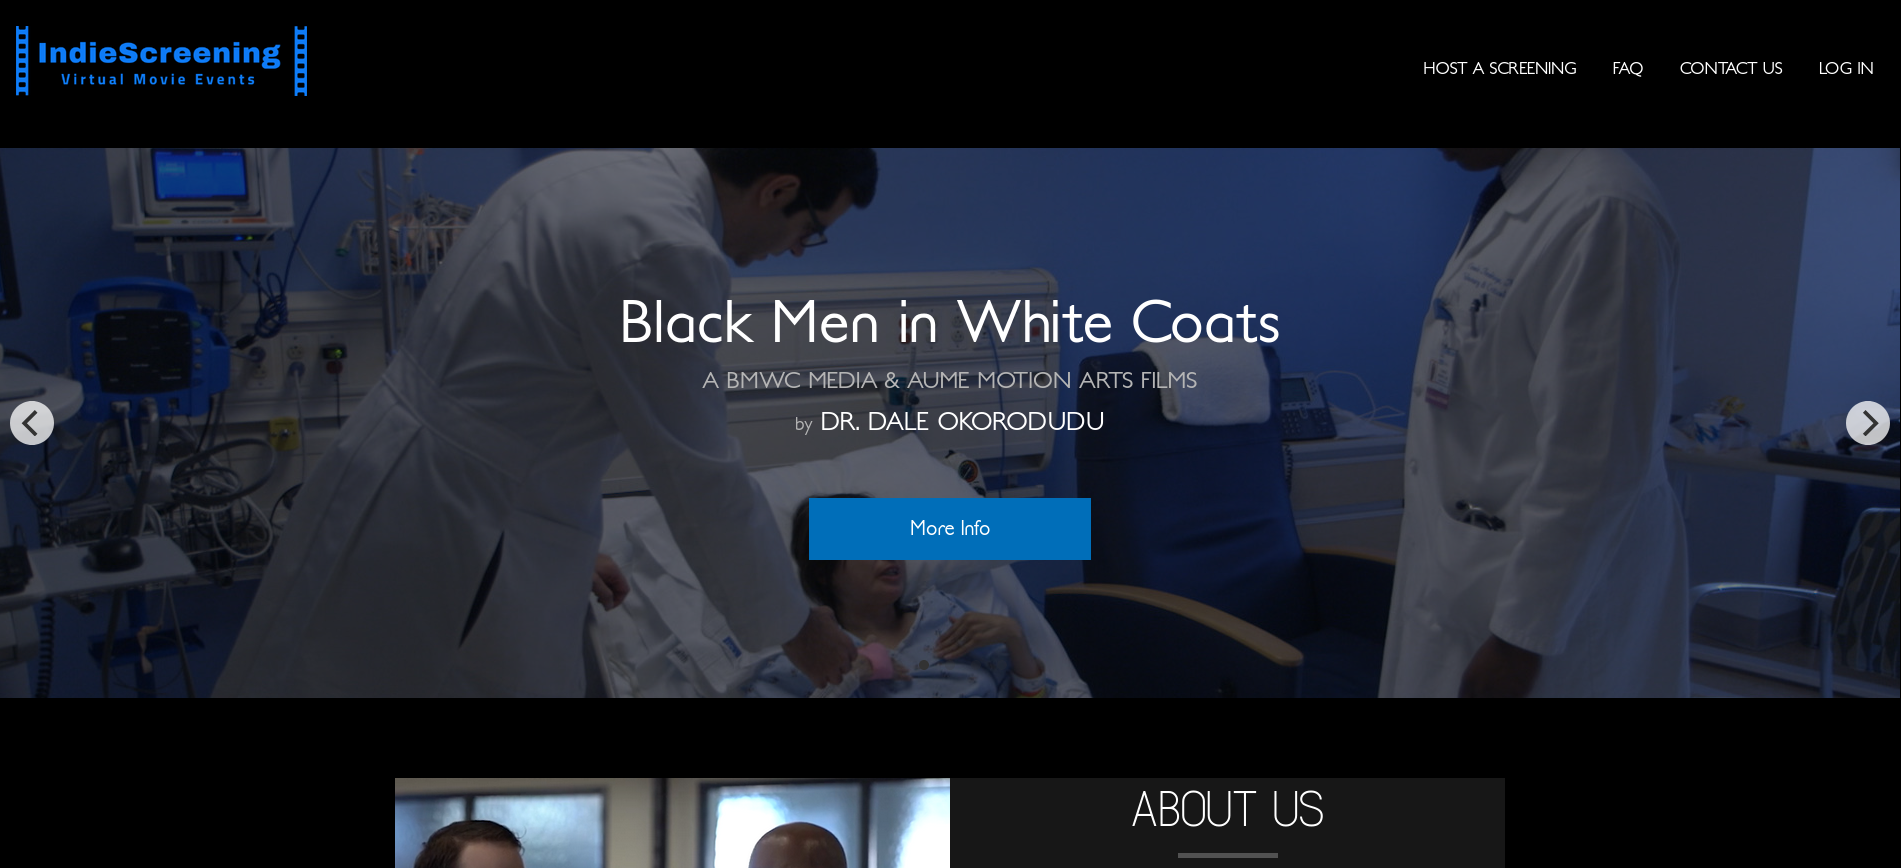 IndieScreening
Virtual Movie Events
HOST A SCREENING FAQ CONTACT US LOG IN
Black Men in White Coats
A BMWC MEDIA & AUME MOTION ARTS FILMS
by DR. DALE OKORODUDU
More Info
ABOUT US